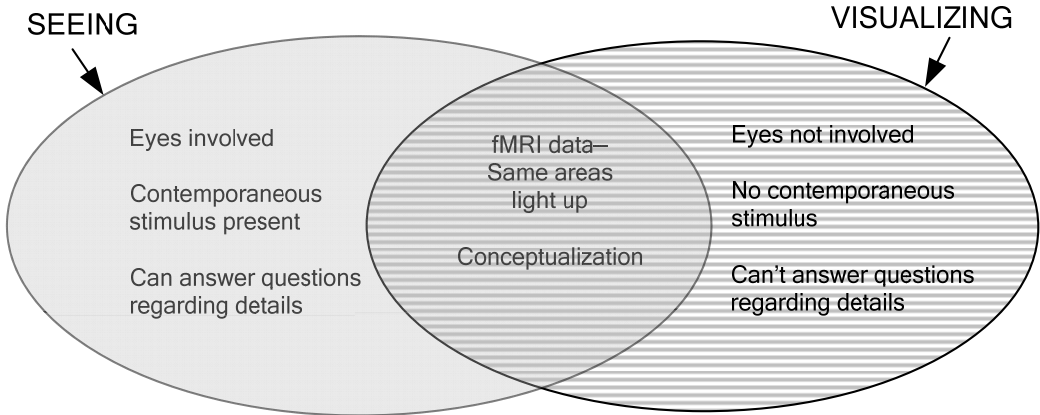 SEEING
VISUALIZING
Eyes involved
Contemporaneous
stimulus present
Can answer questions
regarding details
fMRI data–
Same areas
light up
Conceptualization
Eyes not involved
No contemporaneous
stimulus
Can't answer questions
regarding details